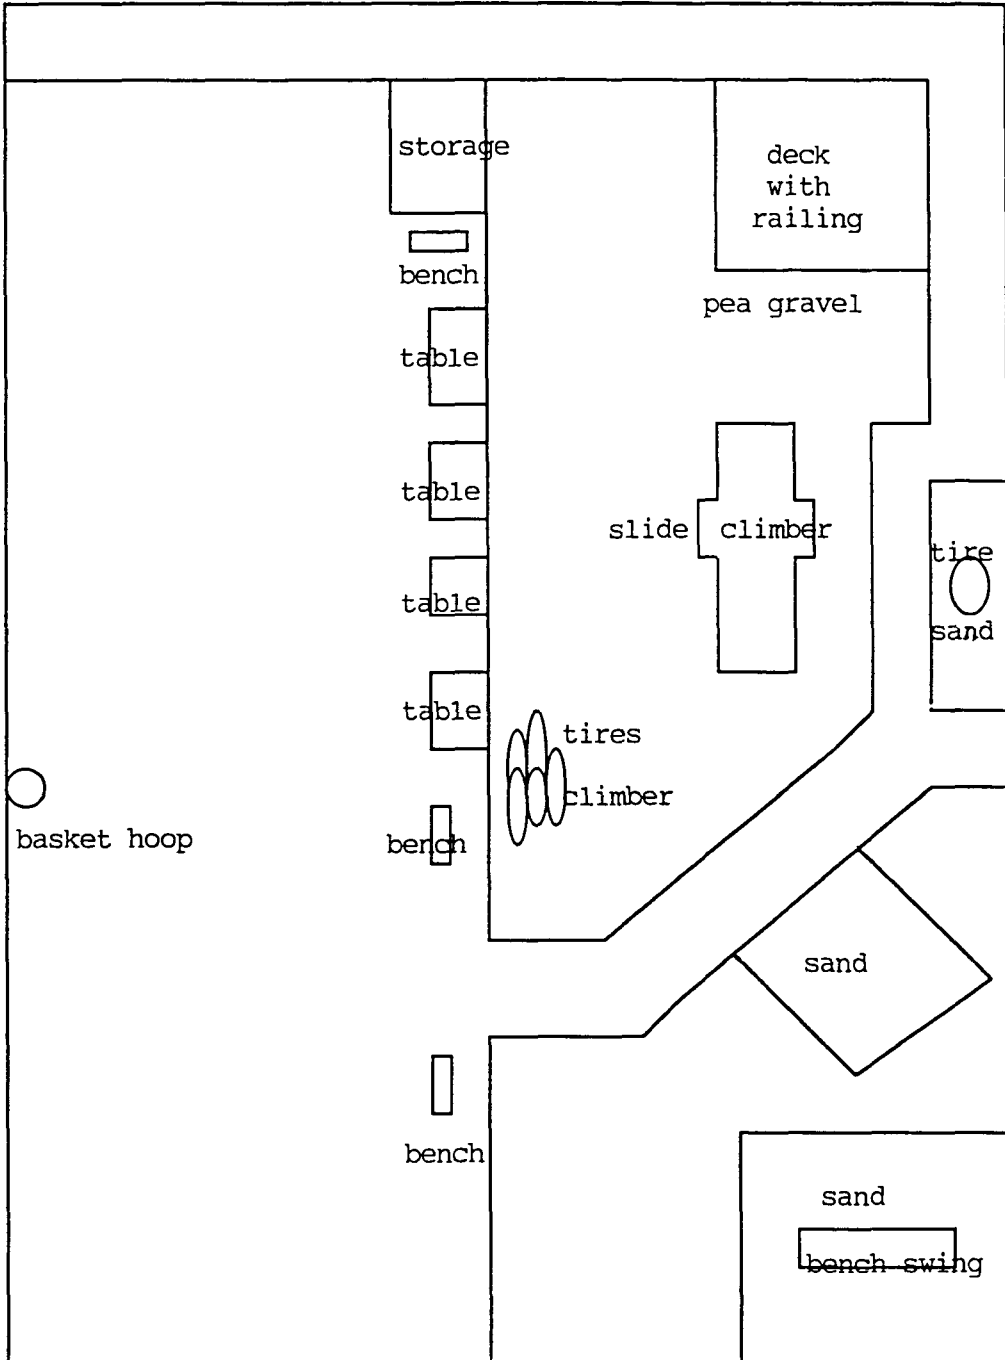 storage
deck
with
railing
bench
pea gravel
table
table
slide climber
tire
table
sand
table
tires
climber
basket hoop
bench
sand
bench
sand
bench swing